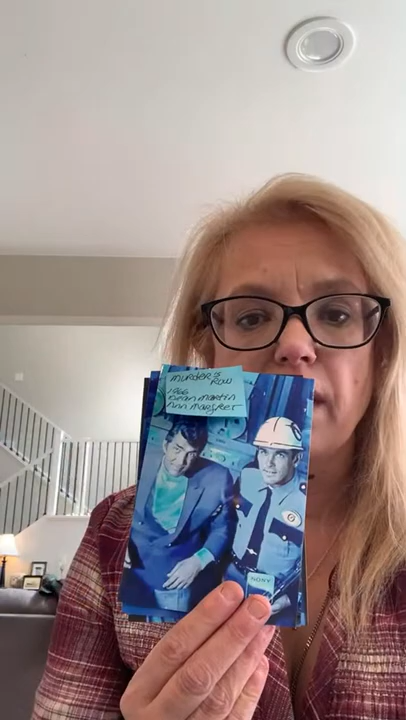 MURDER'S
ROW
1966
Dean Martin
Ann Margret
SONY